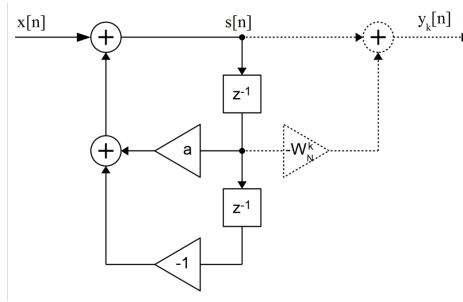 x[n] s[n] y_k[n]
+ +
z⁻¹
+ a -W_N^k
z⁻¹
-1